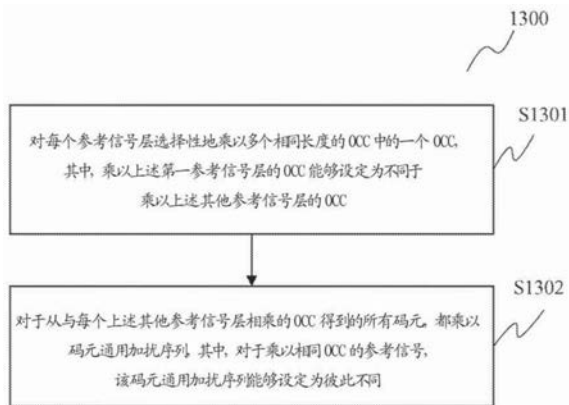 1300
S1301
对每个参考信号层选择性地乘以多个相同长度的OCC中的一个OCC,
其中, 乘以上述第一参考信号层的OCC能够设定为不同于
乘以上述其他参考信号层的OCC
S1302
对于从与每个上述其他参考信号层相乘的OCC得到的所有码元, 都乘以
码元通用加扰序列, 其中, 对于乘以相同OCC的参考信号,
该码元通用加扰序列能够设定为彼此不同